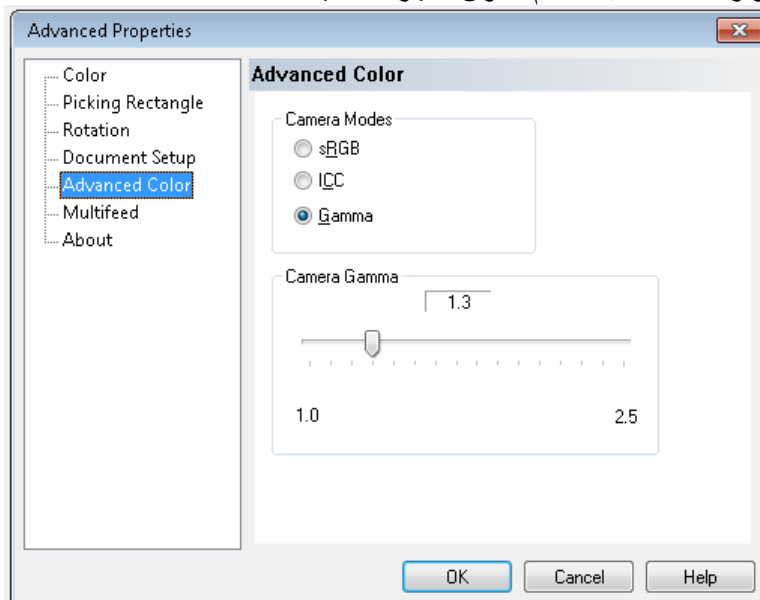 Advanced Properties
Color
Picking Rectangle
Rotation
Document Setup
Advanced Color
Multifeed
About
Advanced Color
Camera Modes
sRGB
ICC
Gamma
Camera Gamma
1.3
1.0 2.5
OK Cancel Help